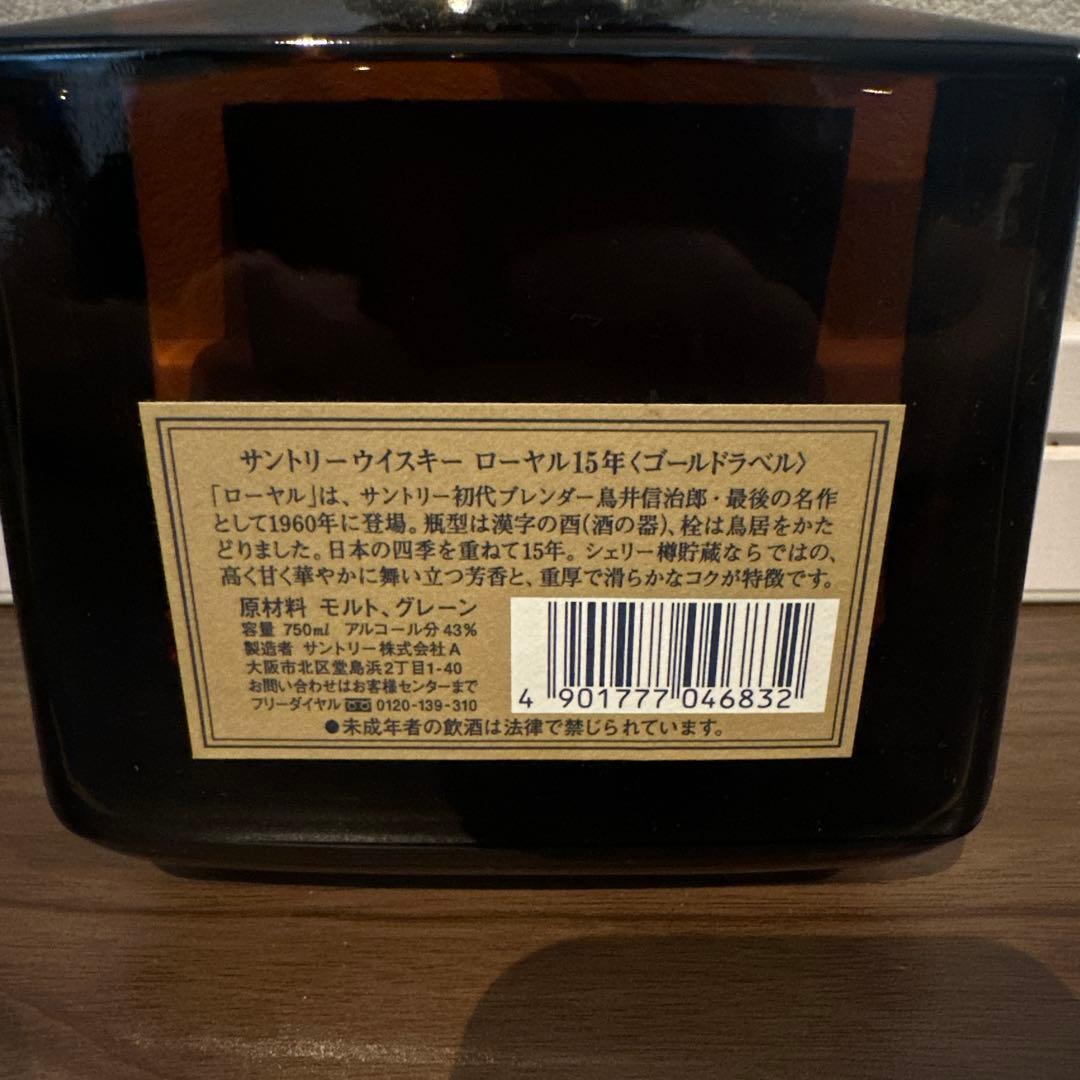 サントリーウイスキー ローヤル15年〈ゴールドラベル〉
「ローヤル」は、サントリー初代ブレンダー鳥井信治郎・最後の名作
として1960年に登場。瓶型は漢字の酉(酒の器)、栓は鳥居をかた
どりました。日本の四季を重ねて15年。シェリー樽貯蔵ならではの、
高く甘く華やかに舞い立つ芳香と、重厚で滑らかなコクが特徴です。
原材料 モルト、グレーン
容量 750ml アルコール分43%
製造者 サントリー株式会社A
大阪市北区堂島浜2丁目1-40
お問い合わせはお客様センターまで
フリーダイヤル 0120-139-310
4 901777 046832
●未成年者の飲酒は法律で禁じられています。